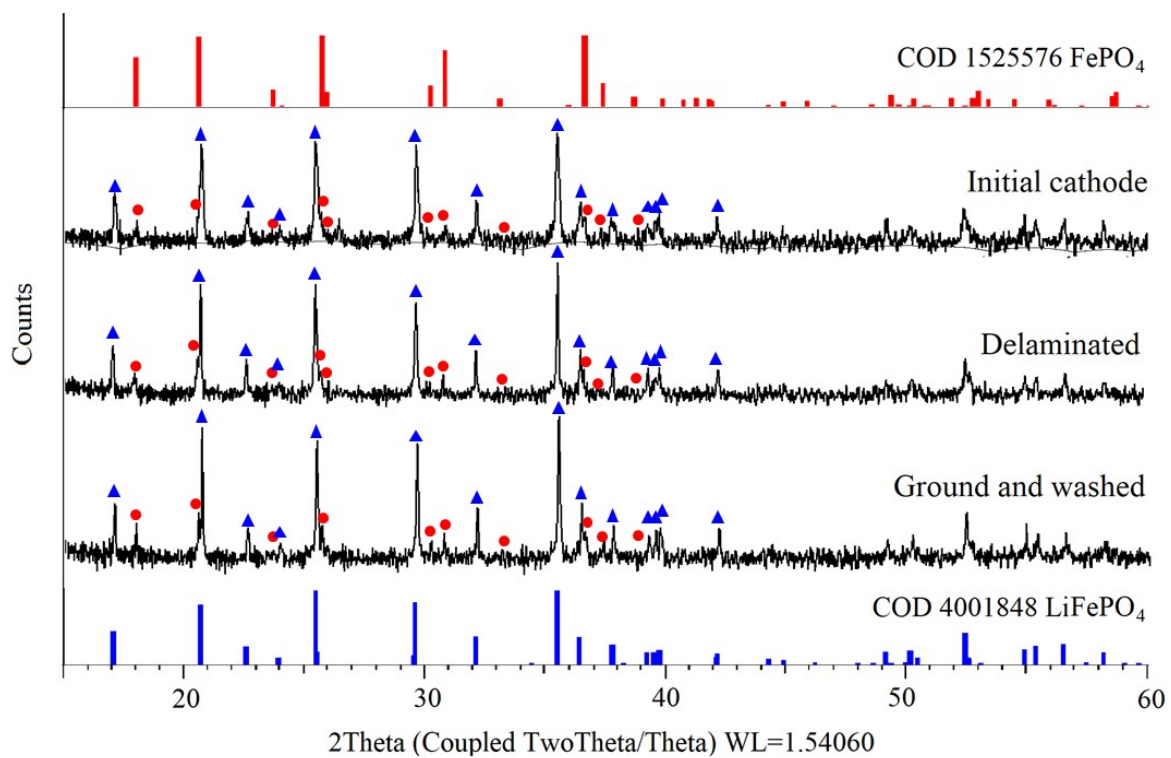 COD 1525576 FePO₄
Initial cathode
Delaminated
Ground and washed
COD 4001848 LiFePO₄
Counts
20 30 40 50 60
2Theta (Coupled TwoTheta/Theta) WL=1.54060